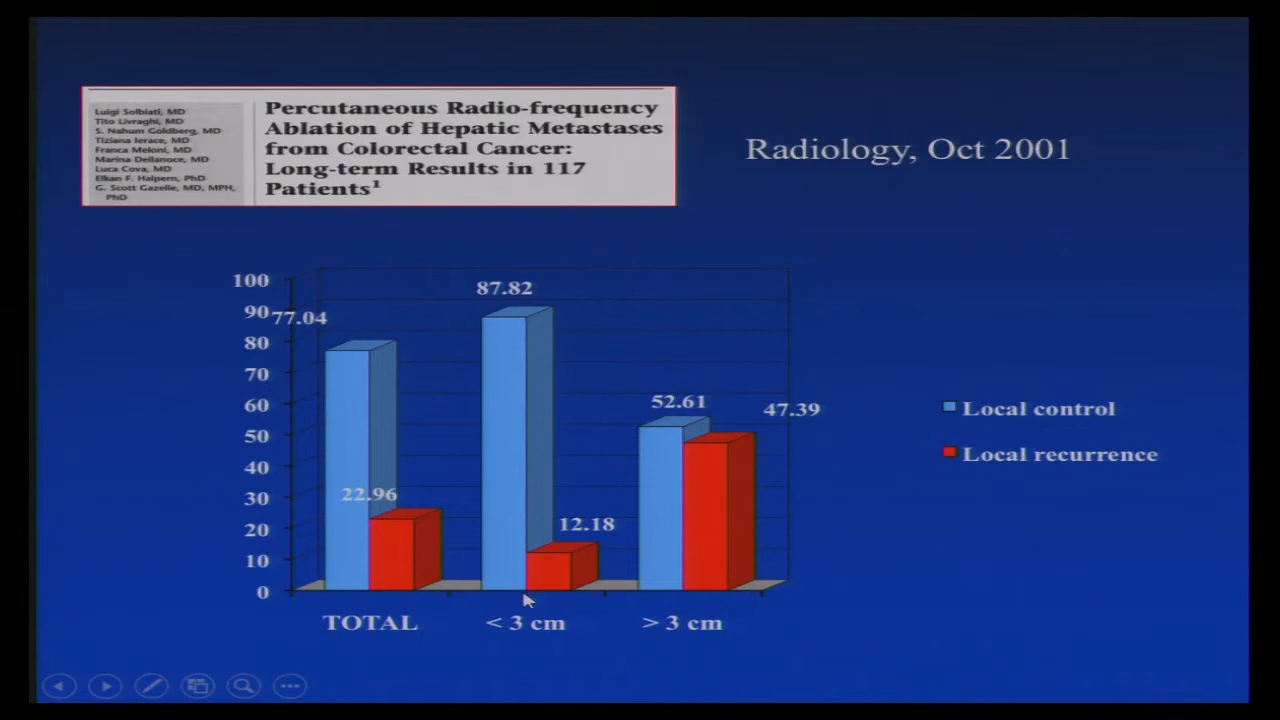 Luigi Solbiati, MD
Tito Livraghi, MD
S. Nahum Goldberg, MD
Tiziana Ierace, MD
Franca Meloni, MD
Marina Dellanoce, MD
Luca Cova, MD
Elkan F. Halpern, PhD
G. Scott Gazelle, MD, MPH,
PhD
Percutaneous Radio-frequency
Ablation of Hepatic Metastases
from Colorectal Cancer:
Long-term Results in 117
Patients¹
Radiology, Oct 2001
100
90
80
70
60
50
40
30
20
10
0
77.04
22.96
87.82
12.18
52.61
47.39
TOTAL
< 3 cm
> 3 cm
Local control
Local recurrence